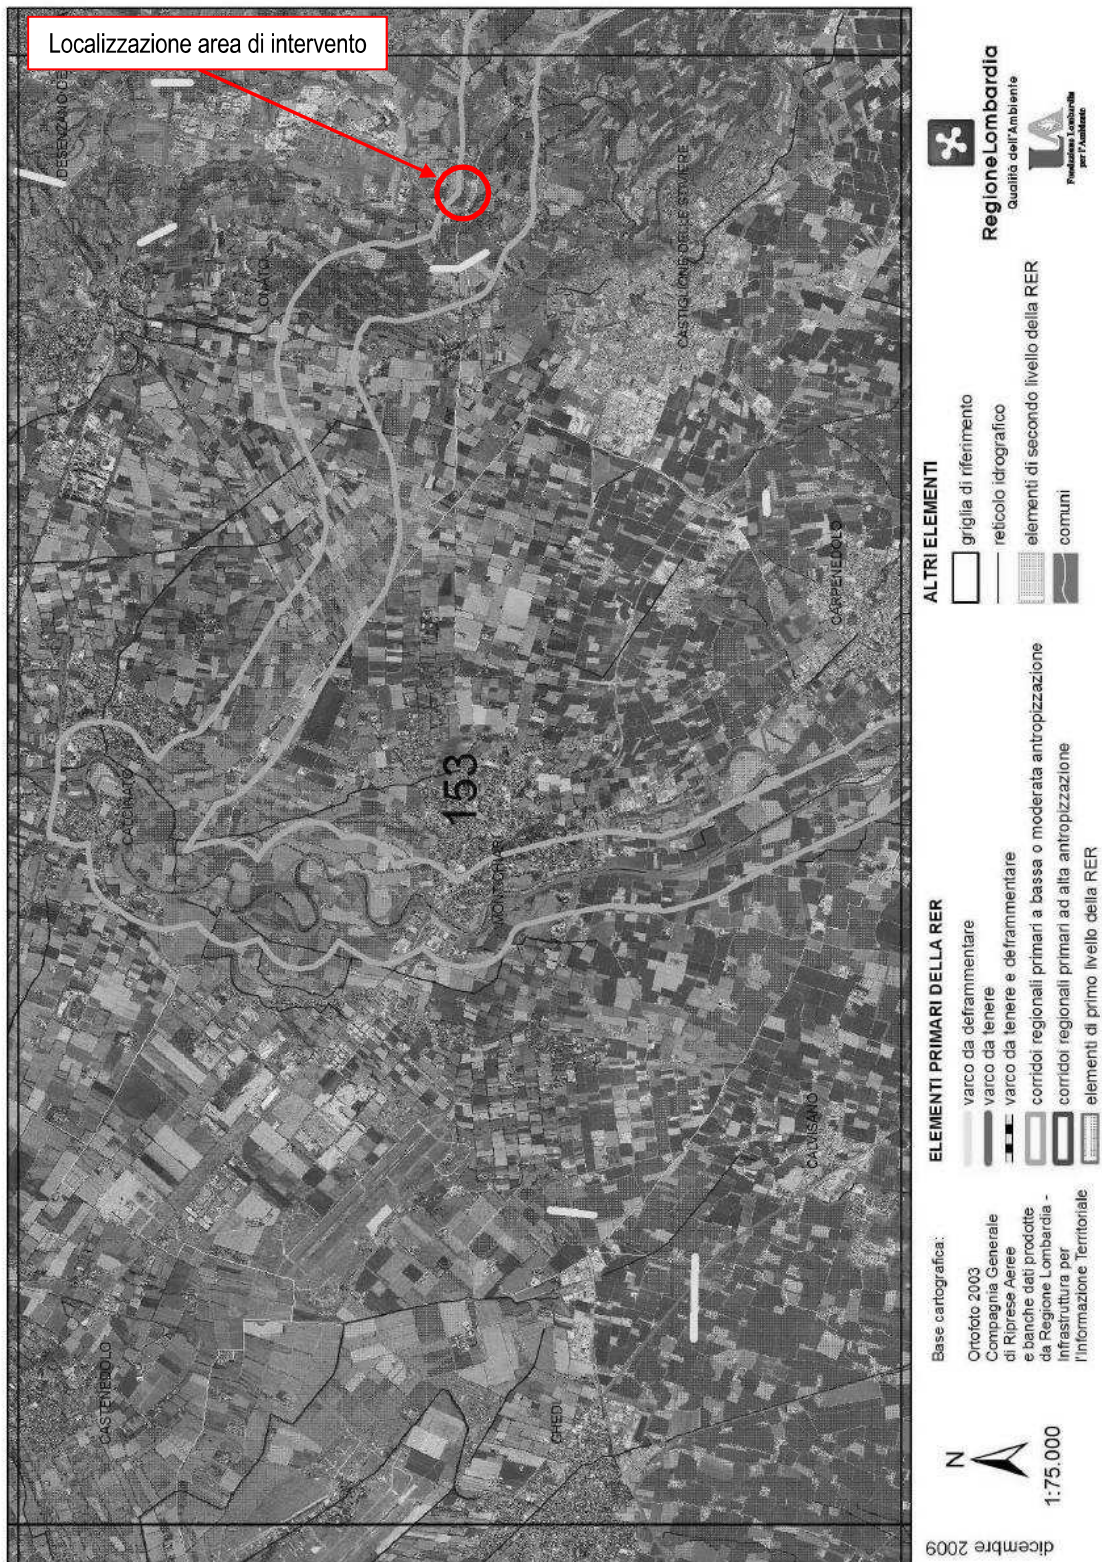 Localizzazione area di intervento
DESENZANO DE
LONATO
CASTIGLIONE DELLE STIVIERE
CARPENEDOLO
CALCINATO
153
MONTICHIARI
CALVISANO
CASTENEDOLO
GHEDI
RegioneLombardia
Qualità dell'Ambiente
Fondazione Lombardia
per l'Ambiente
dicembre 2009
N
1:75.000
Base cartografica:
Ortofoto 2003
Compagnia Generale
di Riprese Aeree
e banche dati prodotte
da Regione Lombardia -
Infrastruttura per
l'Informazione Territoriale
ELEMENTI PRIMARI DELLA RER
varco da deframmentare
varco da tenere
varco da tenere e deframmentare
corridoi regionali primari a bassa o moderata antropizzazione
corridoi regionali primari ad alta antropizzazione
elementi di primo livello della RER
ALTRI ELEMENTI
griglia di riferimento
reticolo idrografico
elementi di secondo livello della RER
comuni